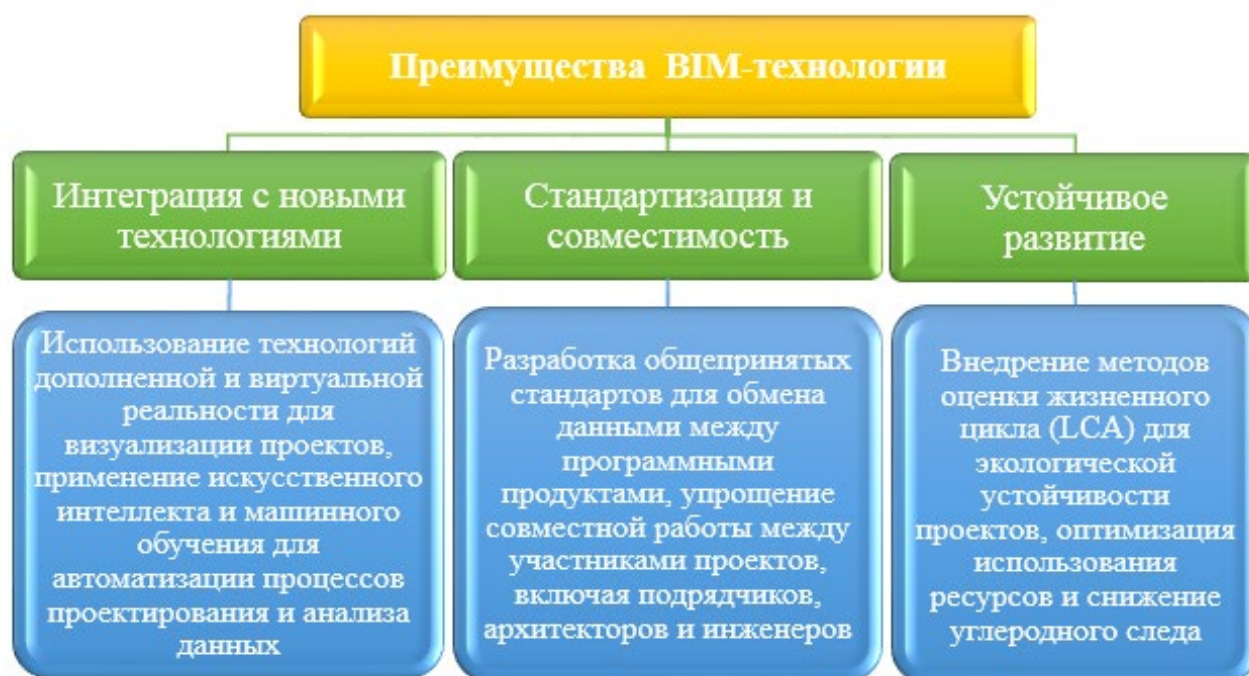 Преимущества BIM-технологии
Интеграция с новыми
технологиями
Стандартизация и
совместимость
Устойчивое
развитие
Использование технологий
дополненной и виртуальной
реальности для
визуализации проектов,
применение искусственного
интеллекта и машинного
обучения для
автоматизации процессов
проектирования и анализа
данных
Разработка общепринятых
стандартов для обмена
данными между
программными
продуктами, упрощение
совместной работы между
участниками проектов,
включая подрядчиков,
архитекторов и инженеров
Внедрение методов
оценки жизненного
цикла (LCA) для
экологической
устойчивости
проектов, оптимизация
использования
ресурсов и снижение
углеродного следа